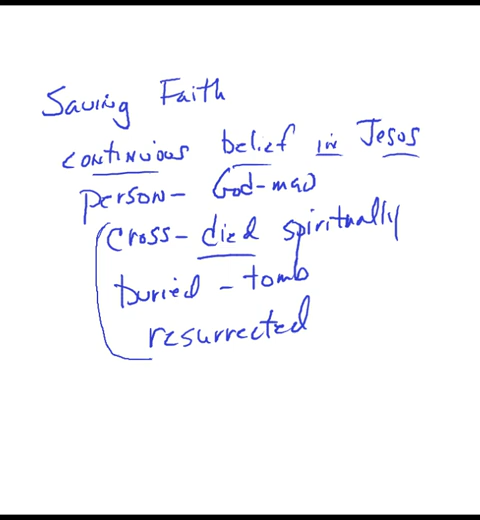 Saving Faith
continuous belief in Jesus
person - God-man
cross - died spiritually
buried - tomb
resurrected